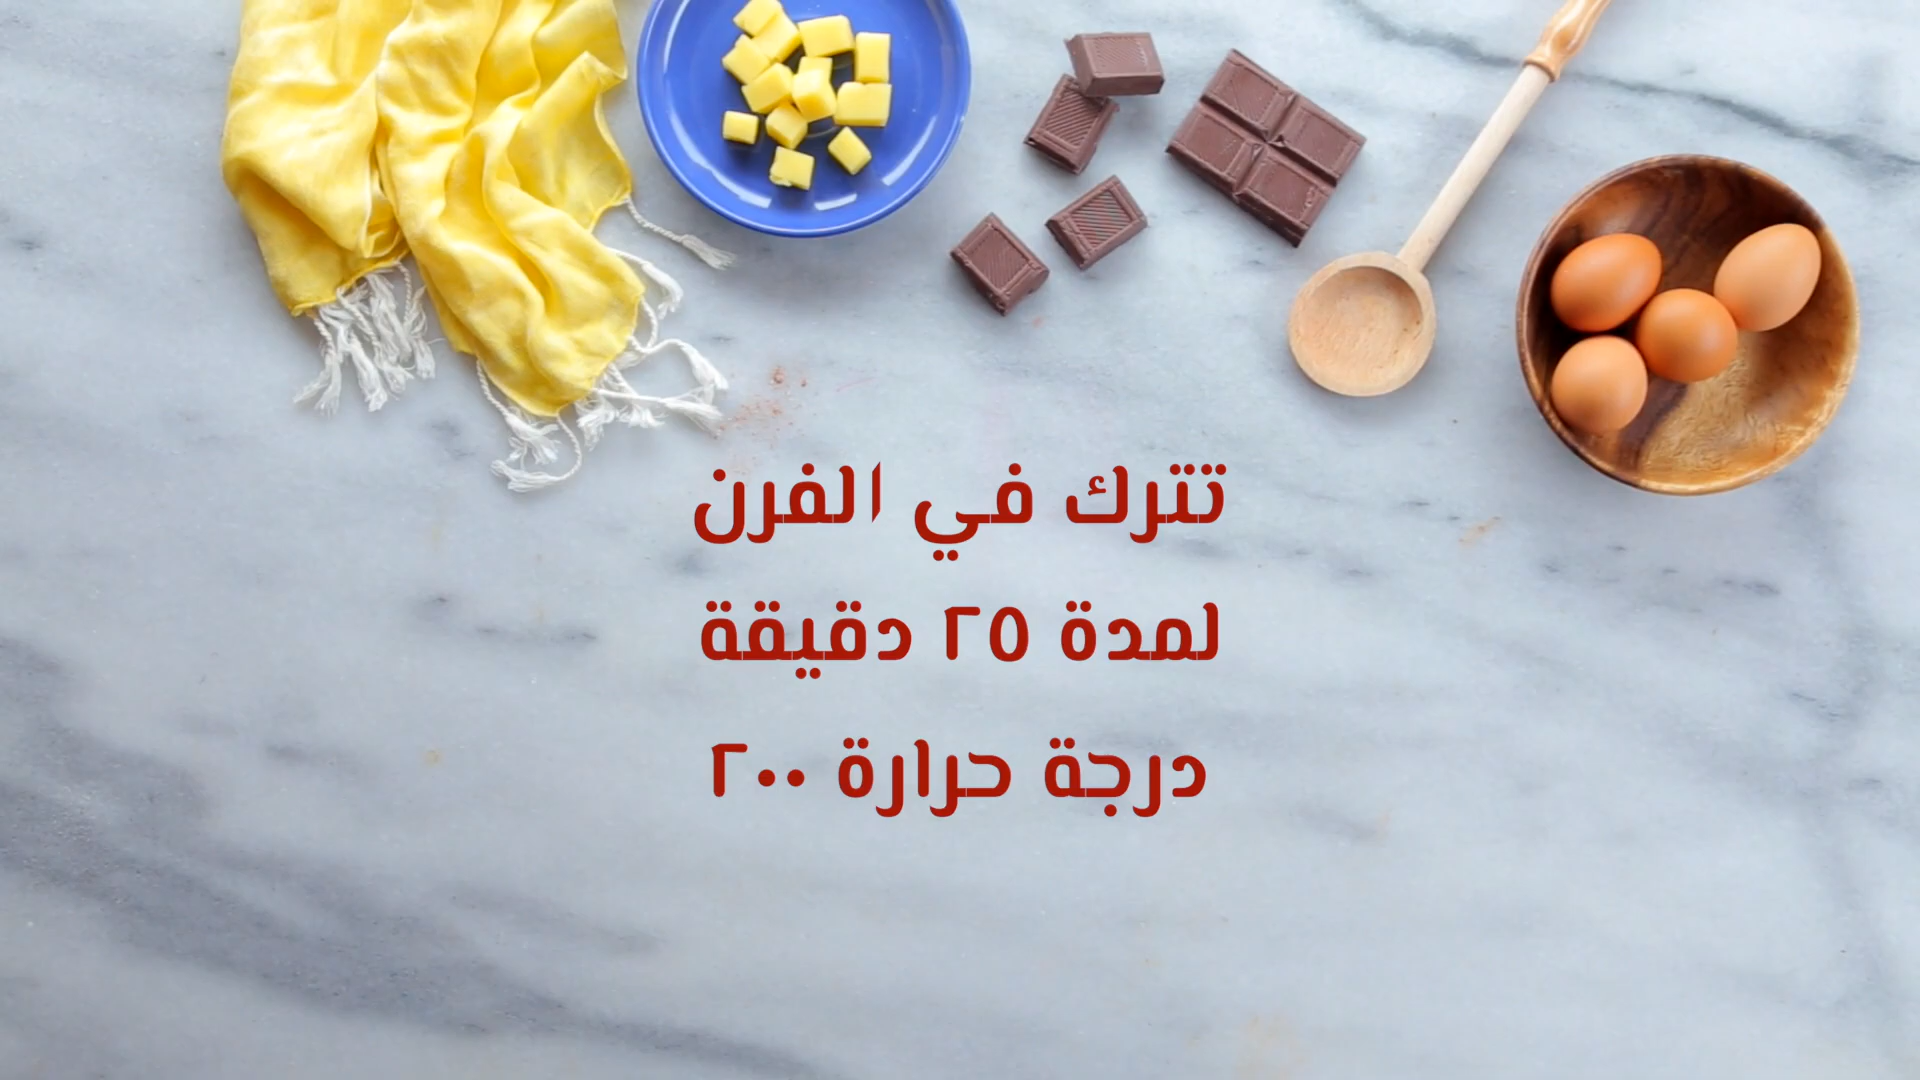 تترك في الفرن
لمدة ٢٥ دقيقة
درجة حرارة ٢٠٠